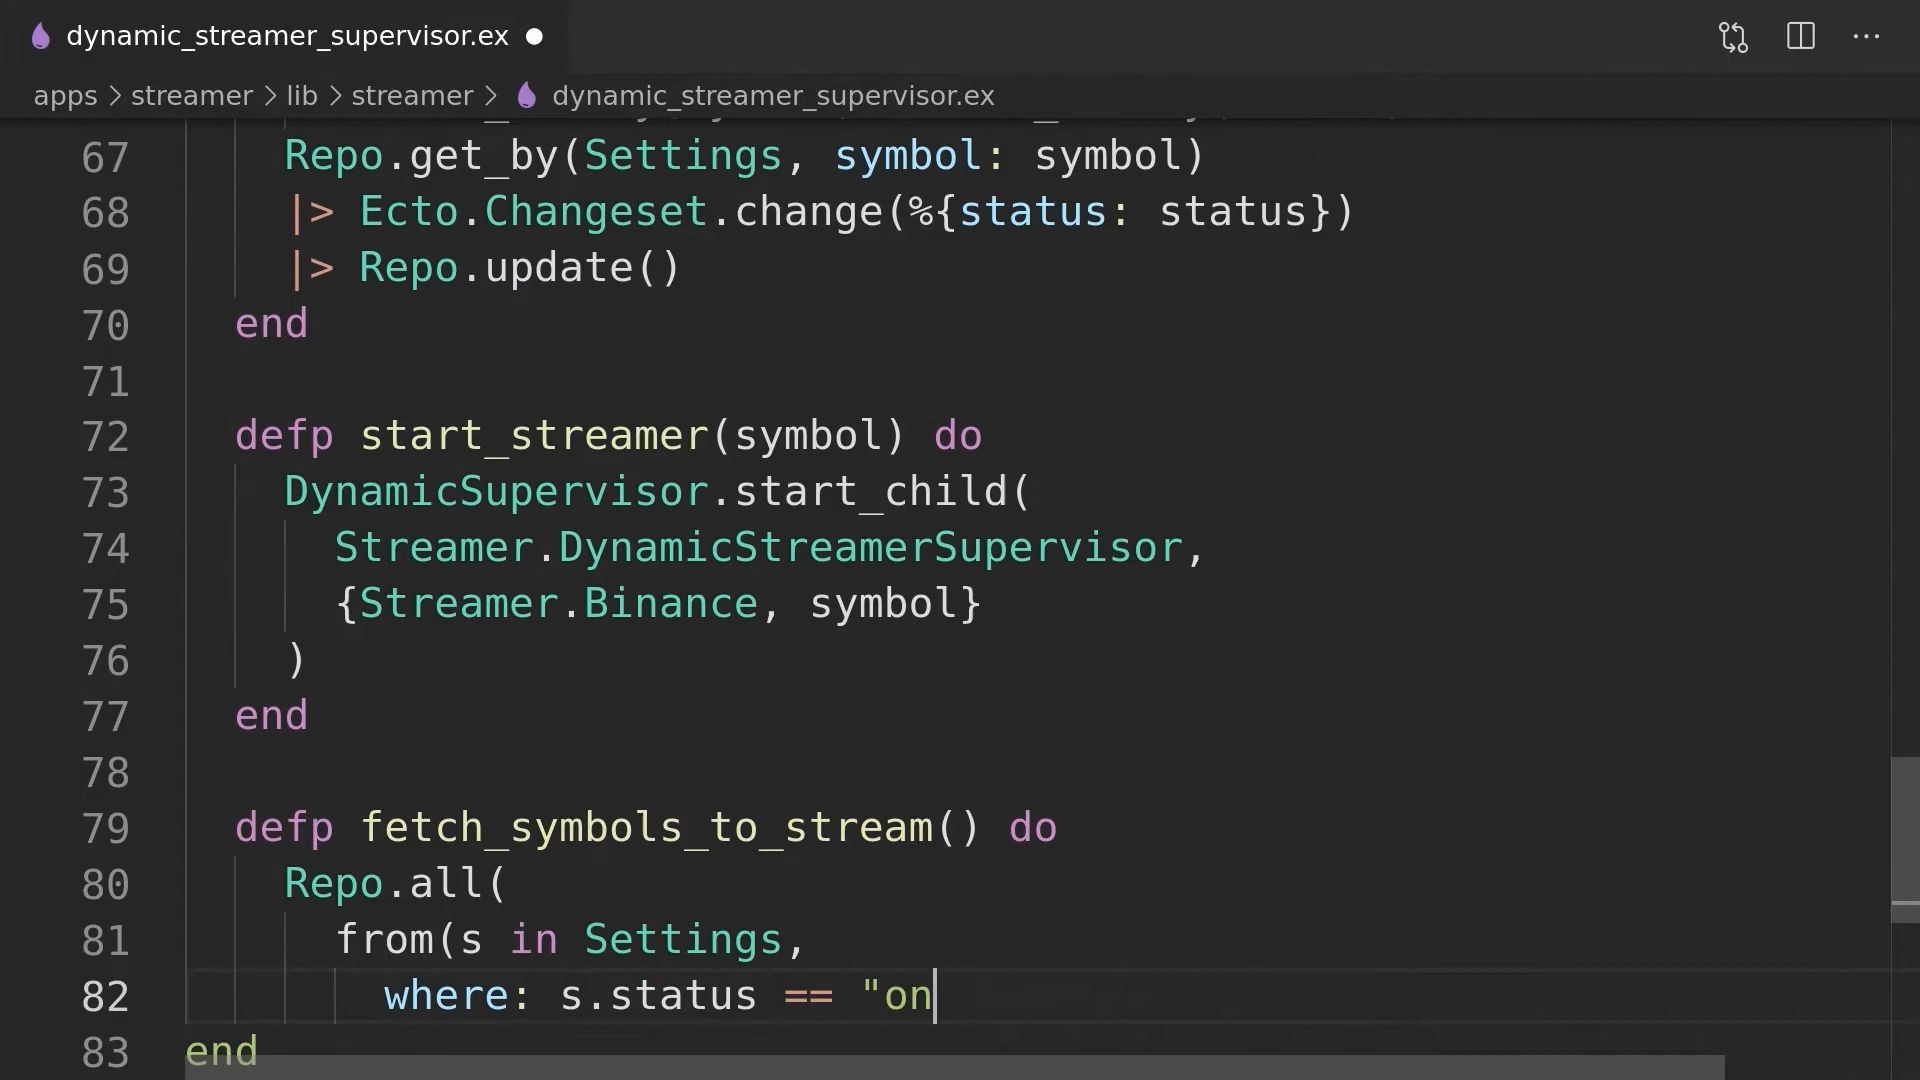 dynamic_streamer_supervisor.ex
apps > streamer > lib > streamer > dynamic_streamer_supervisor.ex
67 Repo.get_by(Settings, symbol: symbol)
68 |> Ecto.Changeset.change(%{status: status})
69 |> Repo.update()
70 end
71
72 defp start_streamer(symbol) do
73 DynamicSupervisor.start_child(
74 Streamer.DynamicStreamerSupervisor,
75 {Streamer.Binance, symbol}
76 )
77 end
78
79 defp fetch_symbols_to_stream() do
80 Repo.all(
81 from(s in Settings,
82 where: s.status == "on
83 end